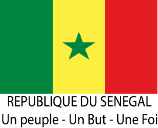 REPUBLIQUE DU SENEGAL
Un peuple - Un But - Une Foi